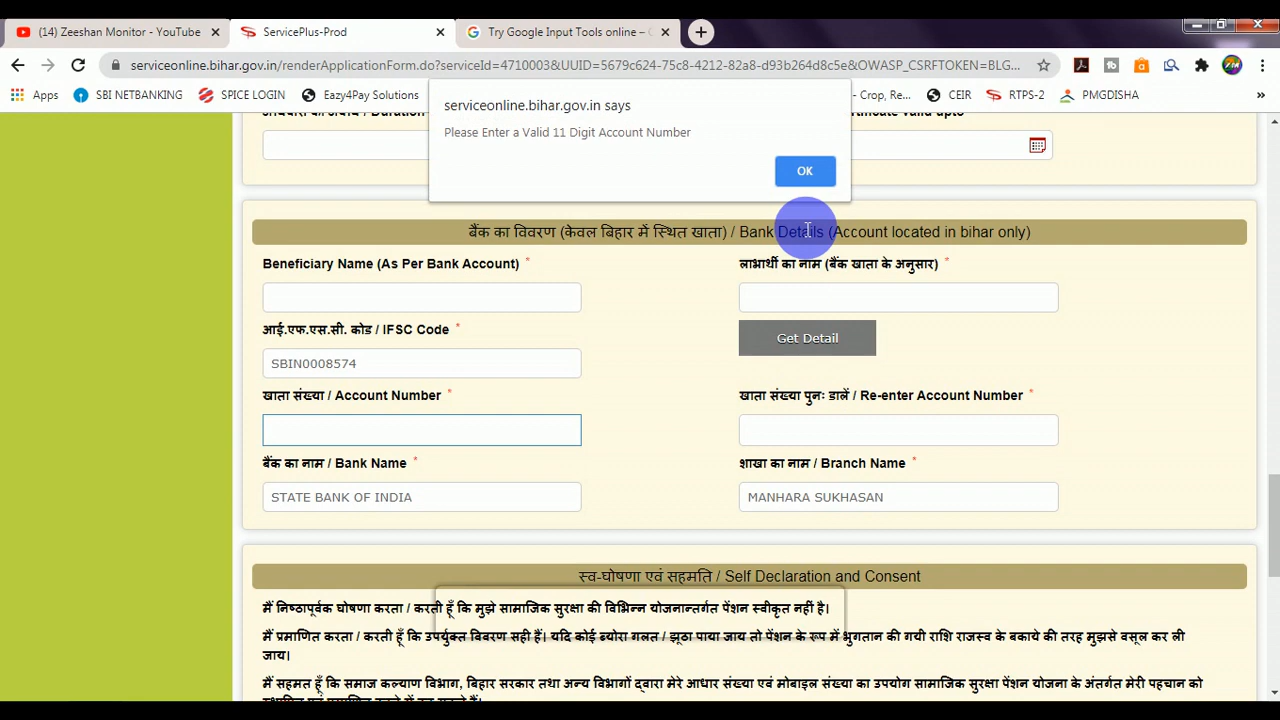 (14) Zeeshan Monitor - YouTube
ServicePlus-Prod
Try Google Input Tools online –
serviceonline.bihar.gov.in/renderApplicationForm.do?serviceId=4710003&UUID=5679c624-75c8-4212-82a8-d93b264d8c5e&OWASP_CSRFTOKEN=BLG...
Apps
SBI NETBANKING
SPICE LOGIN
Eazy4Pay Solutions
- Crop, Re...
CEIR
RTPS-2
PMGDISHA
»
serviceonline.bihar.gov.in says
Please Enter a Valid 11 Digit Account Number
OK
बैंक का विवरण (केवल बिहार में स्थित खाता) / Bank Details (Account located in bihar only)
Beneficiary Name (As Per Bank Account) *
लाभार्थी का नाम (बैंक खाता के अनुसार) *
आई.एफ.एस.सी. कोड / IFSC Code *
Get Detail
SBIN0008574
खाता संख्या / Account Number *
खाता संख्या पुनः डालें / Re-enter Account Number *
बैंक का नाम / Bank Name *
शाखा का नाम / Branch Name *
STATE BANK OF INDIA
MANHARA SUKHASAN
स्व-घोषणा एवं सहमति / Self Declaration and Consent
मैं निष्ठापूर्वक घोषणा करता / करती हूँ कि मुझे सामाजिक सुरक्षा की विभिन्न योजनान्तर्गत पेंशन स्वीकृत नहीं है।
मैं प्रमाणित करता / करती हूँ कि उपर्युक्त विवरण सही हैं। यदि कोई ब्योरा गलत / झूठा पाया जाय तो पेंशन के रूप में भुगतान की गयी राशि राजस्व के बकाये की तरह मुझसे वसूल कर ली
जाय।
मैं सहमत हूँ कि समाज कल्याण विभाग, बिहार सरकार तथा अन्य विभागों द्वारा मेरे आधार संख्या एवं मोबाइल संख्या का उपयोग सामाजिक सुरक्षा पेंशन योजना के अंतर्गत मेरी पहचान को